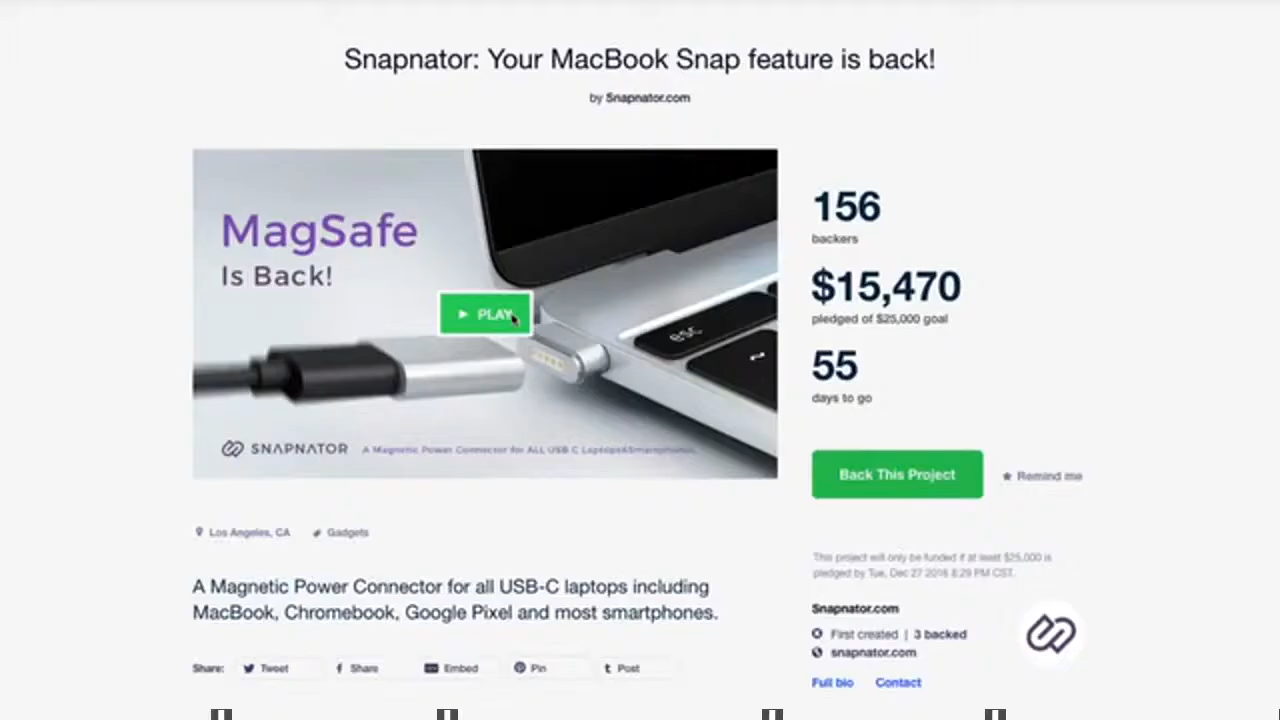 Snapnator: Your MacBook Snap feature is back!
by Snapnator.com
MagSafe
Is Back!
esc
~
PLAY
SNAPNATOR A Magnetic Power Connector for ALL USB-C Laptops&Smartphones.
156
backers
$15,470
pledged of $25,000 goal
55
days to go
Back This Project
Remind me
Los Angeles, CA Gadgets
This project will only be funded if at least $25,000 is
pledged by Tue, Dec 27 2016 8:29 PM CST.
A Magnetic Power Connector for all USB-C laptops including
MacBook, Chromebook, Google Pixel and most smartphones.
Snapnator.com
First created | 3 backed
snapnator.com
Full bio Contact
Share: Tweet Share Embed Pin Post